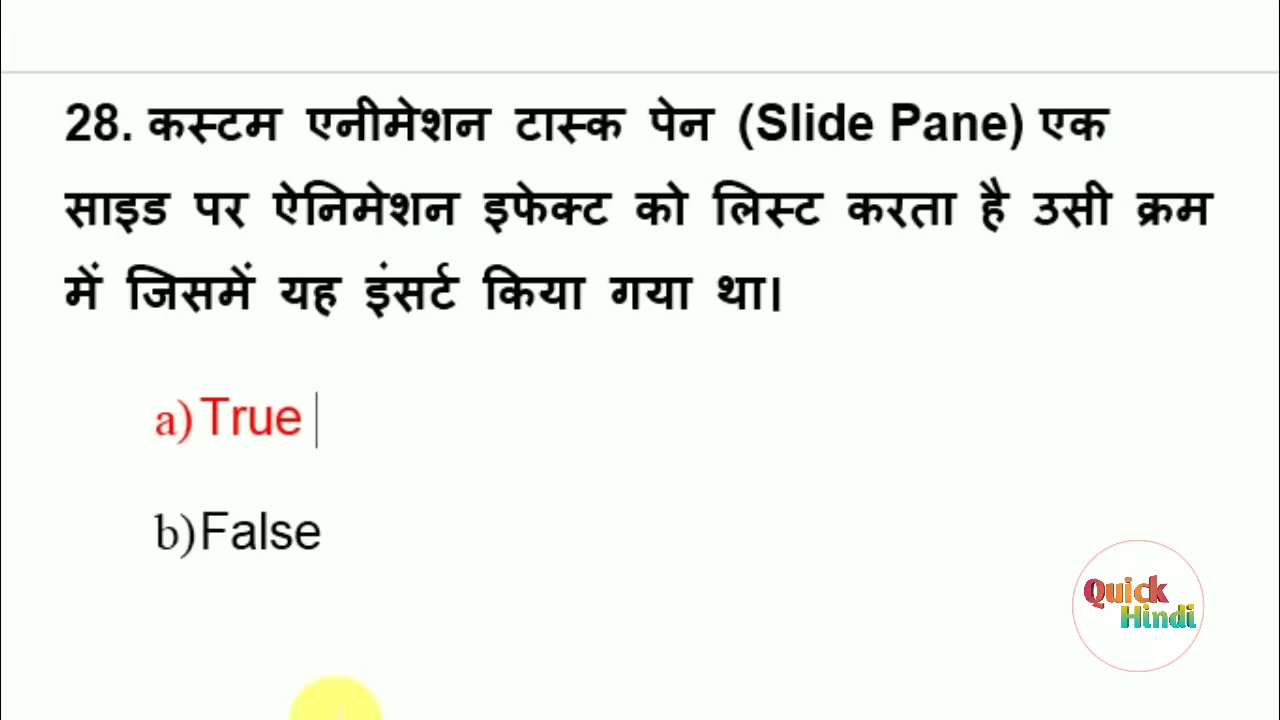 28. कस्टम एनीमेशन टास्क पेन (Slide Pane) एक
साइड पर ऐनिमेशन इफेक्ट को लिस्ट करता है उसी क्रम
में जिसमें यह इंसर्ट किया गया था।
a) True
b) False
Quick
Hindi